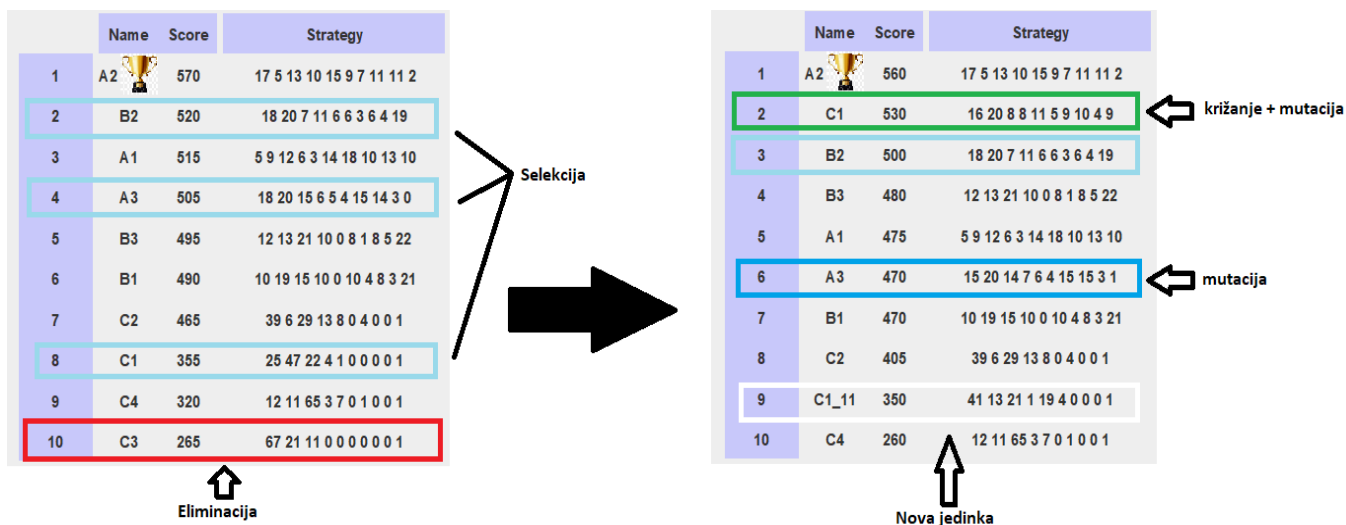 Name Score Strategy
1 A2 570 17 5 13 10 15 9 7 11 11 2
2 B2 520 18 20 7 11 6 6 3 6 4 19
3 A1 515 5 9 12 6 3 14 18 10 13 10
4 A3 505 18 20 15 6 5 4 15 14 3 0
5 B3 495 12 13 21 10 0 8 1 8 5 22
6 B1 490 10 19 15 10 0 10 4 8 3 21
7 C2 465 39 6 29 13 8 0 4 0 0 1
8 C1 355 25 47 22 4 1 0 0 0 0 1
9 C4 320 12 11 65 3 7 0 1 0 0 1
10 C3 265 67 21 11 0 0 0 0 0 0 1
Selekcija
Eliminacija
Name Score Strategy
1 A2 560 17 5 13 10 15 9 7 11 11 2
2 C1 530 16 20 8 8 11 5 9 10 4 9
3 B2 500 18 20 7 11 6 6 3 6 4 19
4 B3 480 12 13 21 10 0 8 1 8 5 22
5 A1 475 5 9 12 6 3 14 18 10 13 10
6 A3 470 15 20 14 7 6 4 15 15 3 1
7 B1 470 10 19 15 10 0 10 4 8 3 21
8 C2 405 39 6 29 13 8 0 4 0 0 1
9 C1_11 350 41 13 21 1 19 4 0 0 0 1
10 C4 260 12 11 65 3 7 0 1 0 0 1
križanje + mutacija
mutacija
Nova jedinka